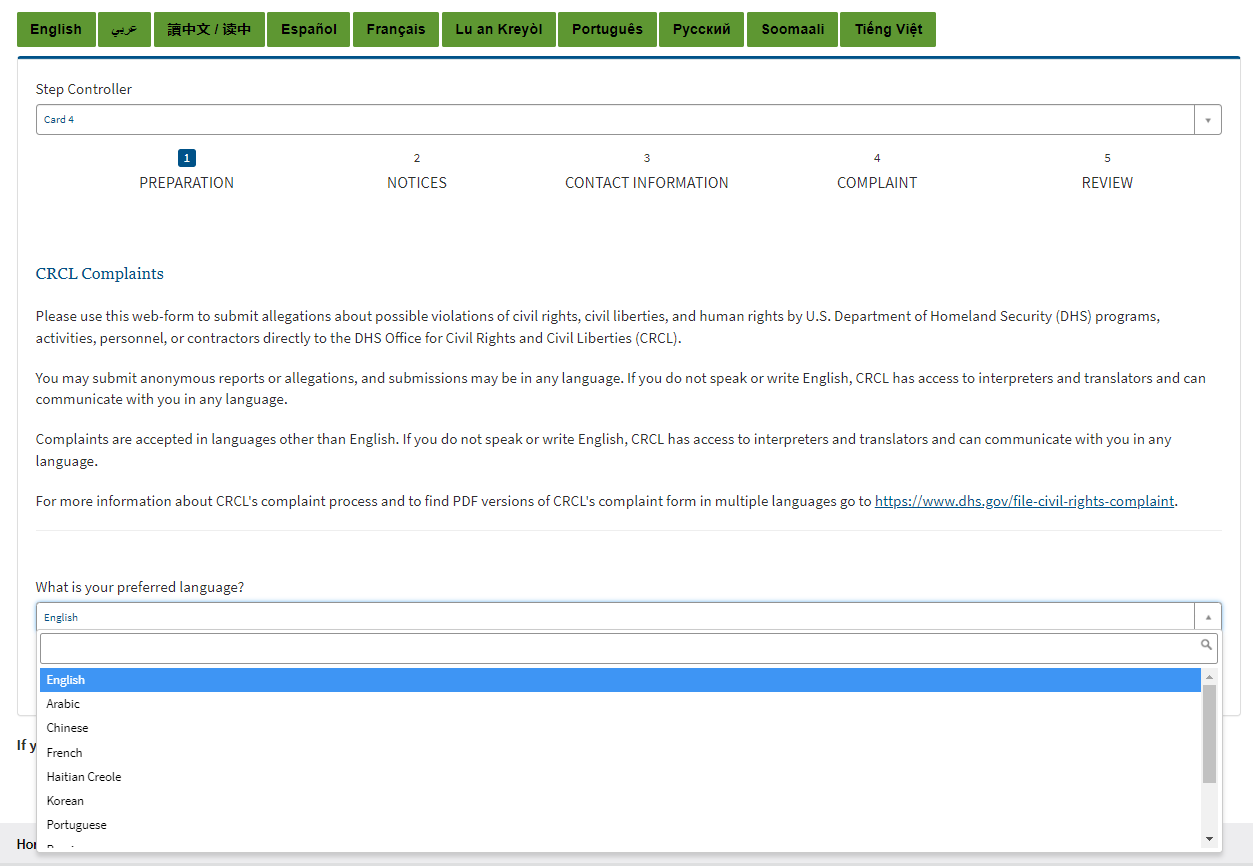 English عربي 讀中文 / 读中 Español Français Lu an Kreyòl Português Русский Soomaali Tiếng Việt
Step Controller
Card 4
1 2 3 4 5
PREPARATION NOTICES CONTACT INFORMATION COMPLAINT REVIEW
CRCL Complaints
Please use this web-form to submit allegations about possible violations of civil rights, civil liberties, and human rights by U.S. Department of Homeland Security (DHS) programs,
activities, personnel, or contractors directly to the DHS Office for Civil Rights and Civil Liberties (CRCL).
You may submit anonymous reports or allegations, and submissions may be in any language. If you do not speak or write English, CRCL has access to interpreters and translators and can
communicate with you in any language.
Complaints are accepted in languages other than English. If you do not speak or write English, CRCL has access to interpreters and translators and can communicate with you in any
language.
For more information about CRCL's complaint process and to find PDF versions of CRCL's complaint form in multiple languages go to https://www.dhs.gov/file-civil-rights-complaint.
What is your preferred language?
English
English
Arabic
Chinese
If
French
Haitian Creole
Korean
Portuguese